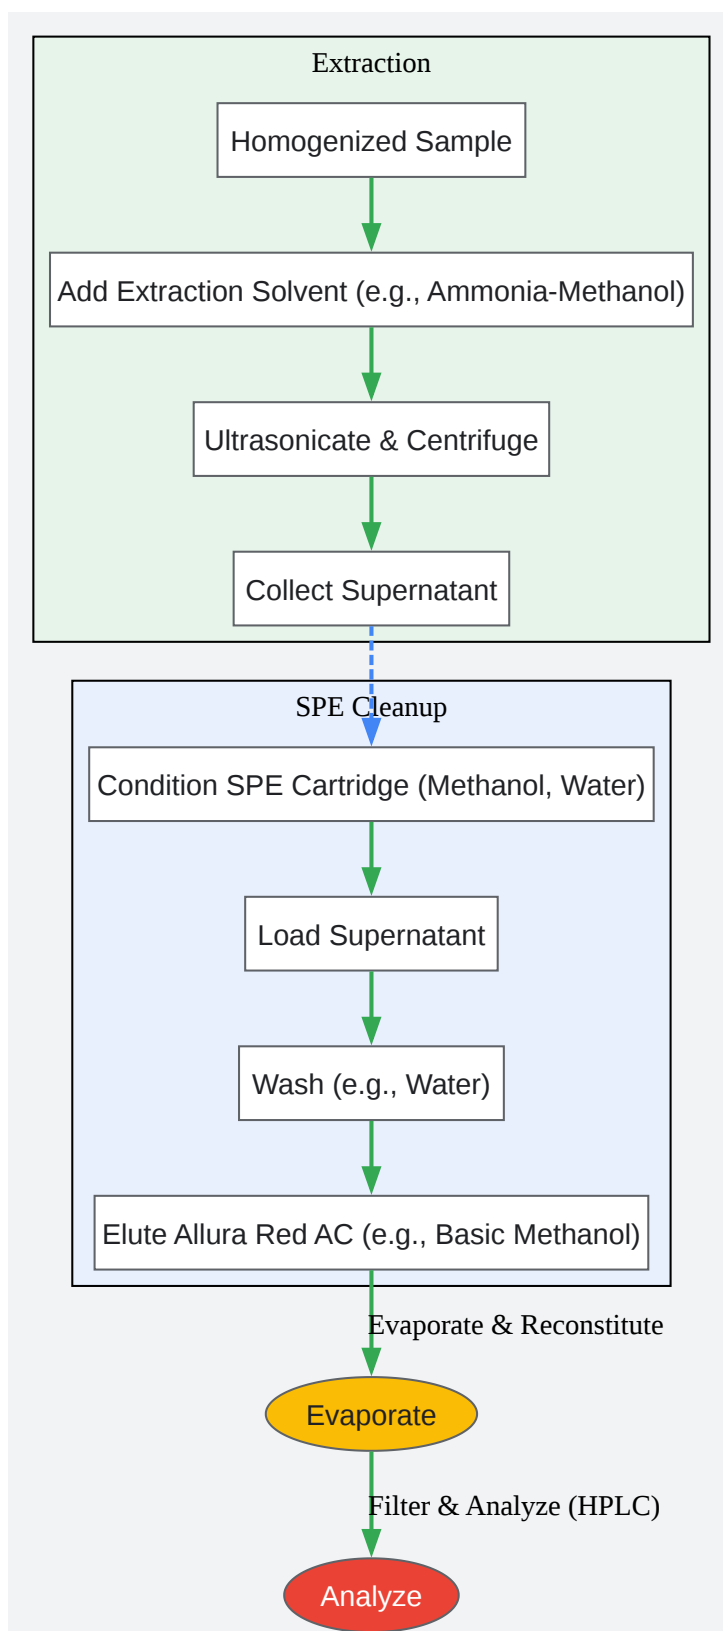 Extraction
Homogenized Sample
Add Extraction Solvent (e.g., Ammonia-Methanol)
Ultrasonicate & Centrifuge
Collect Supernatant
SPE Cleanup
Condition SPE Cartridge (Methanol, Water)
Load Supernatant
Wash (e.g., Water)
Elute Allura Red AC (e.g., Basic Methanol)
Evaporate & Reconstitute
Evaporate
Filter & Analyze (HPLC)
Analyze